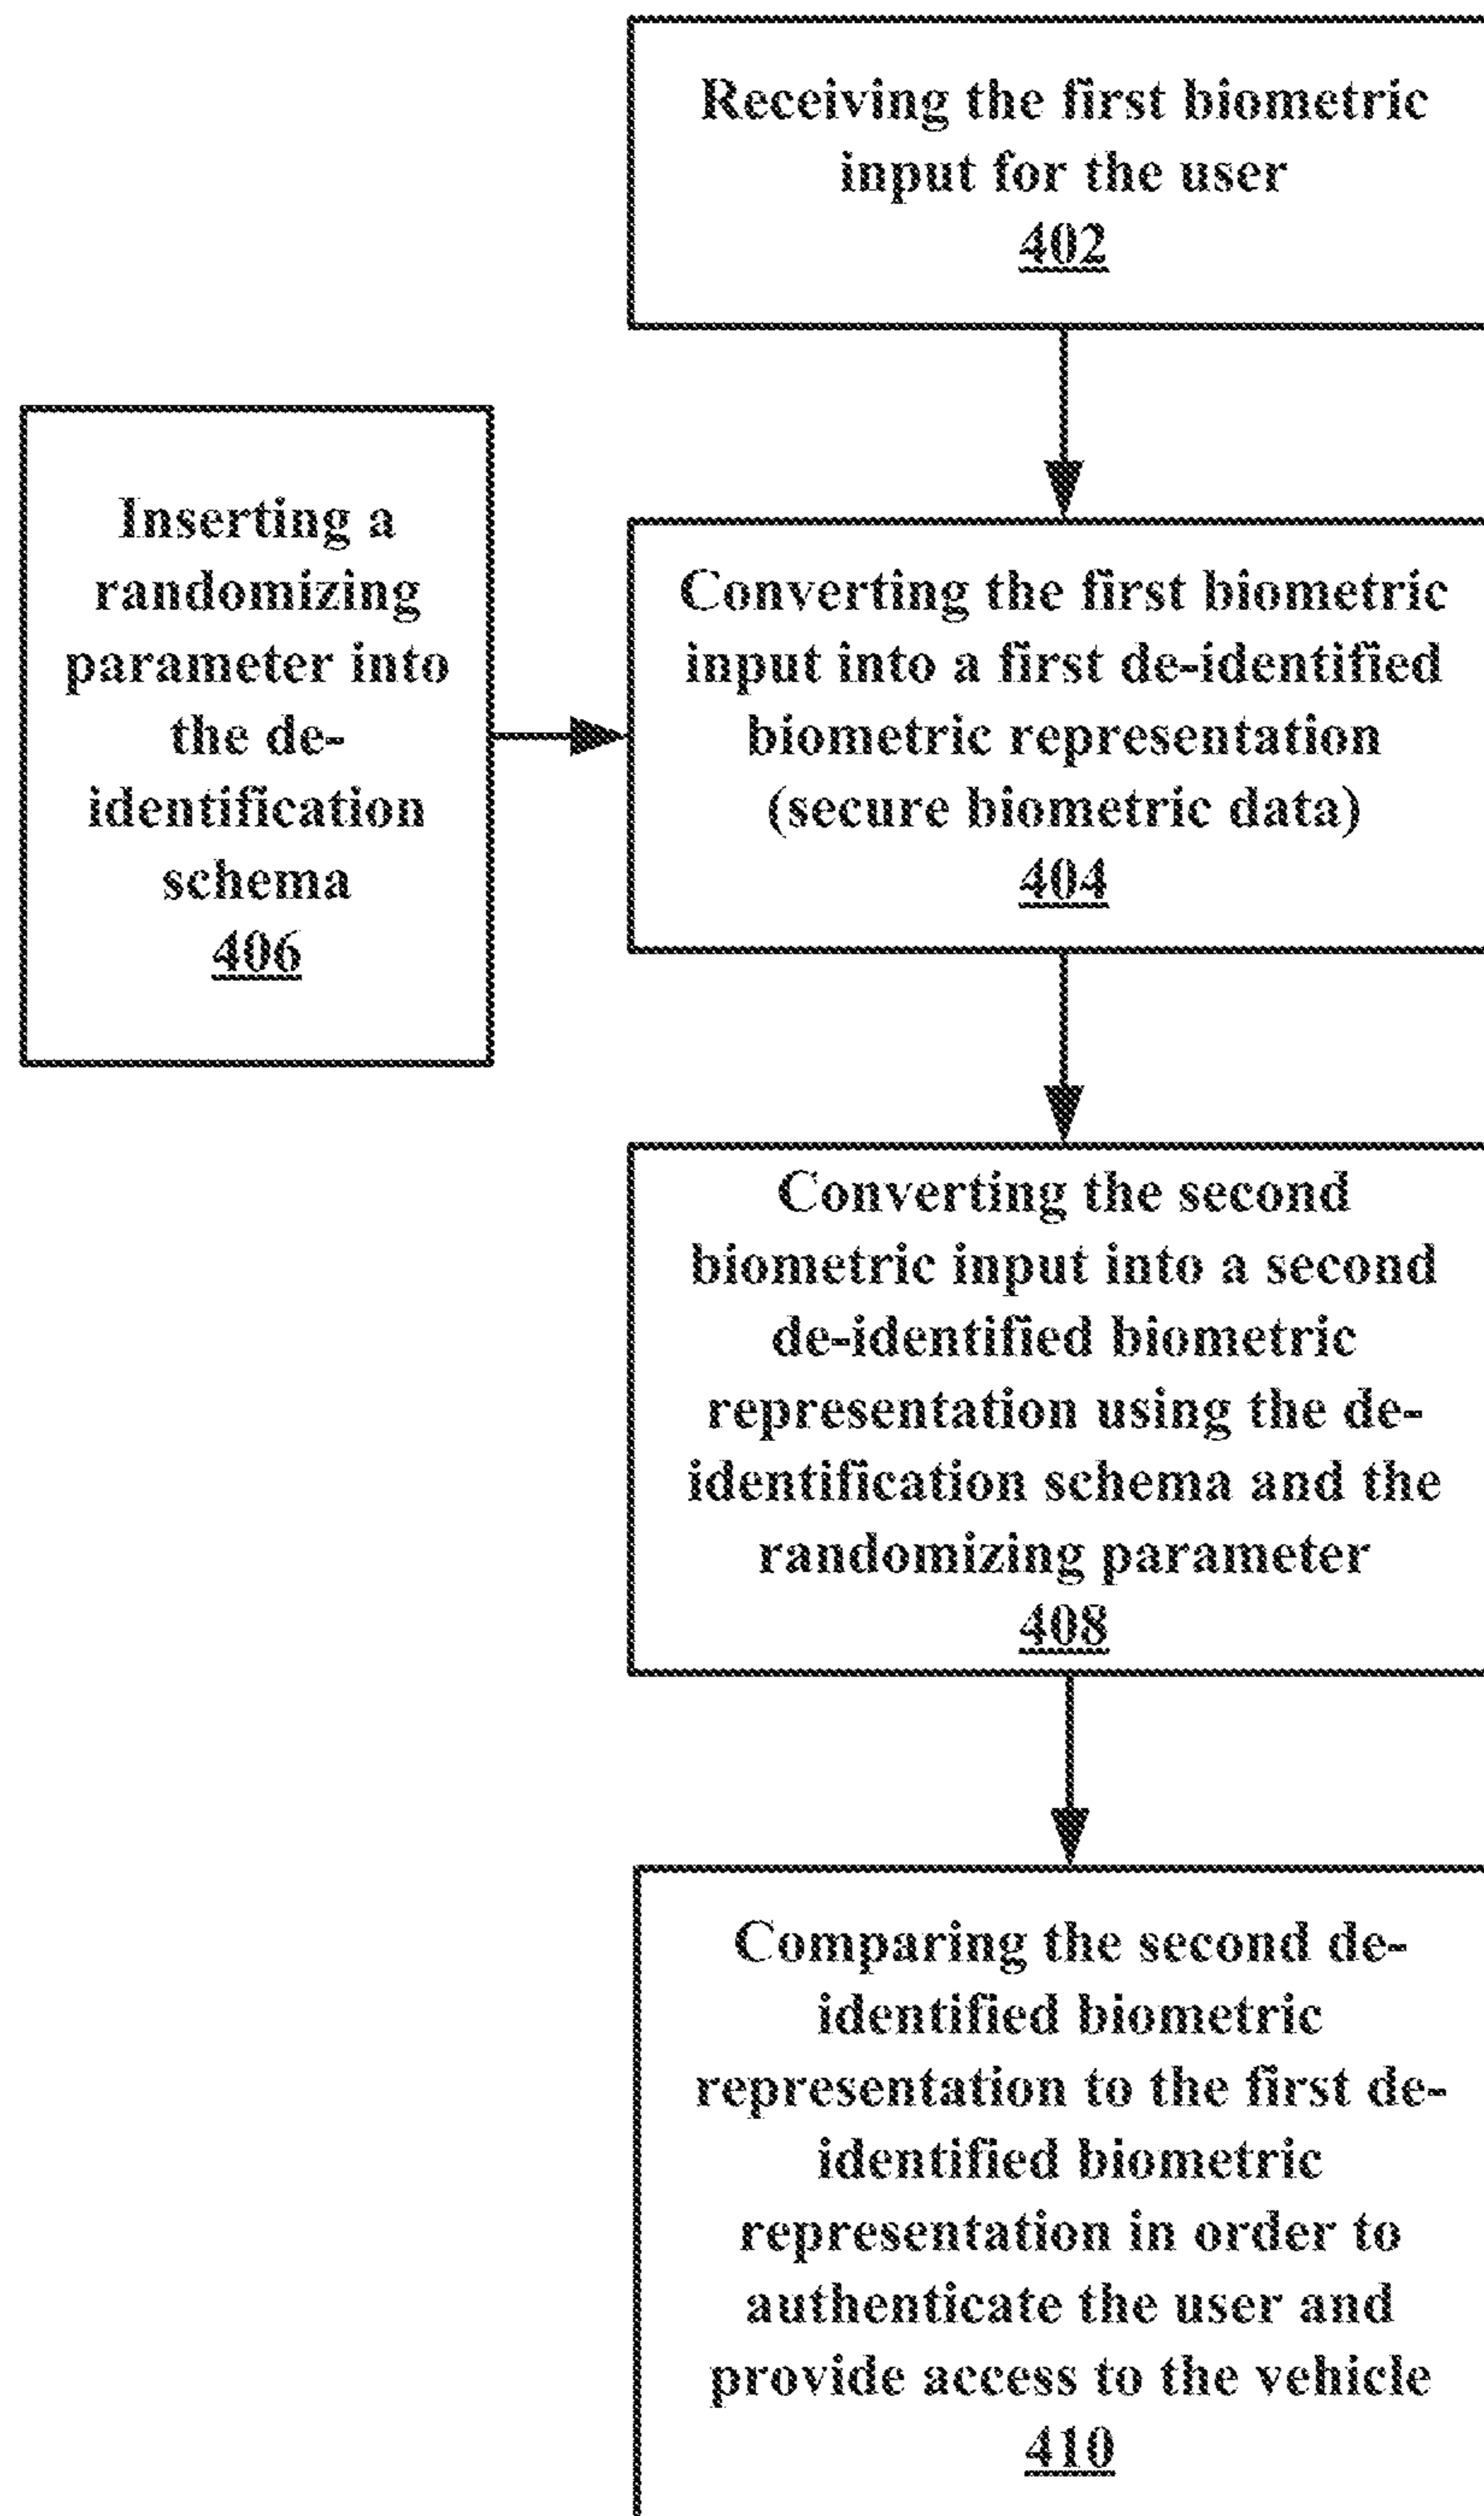 Receiving the first biometric
input for the user
402
Inserting a
randomizing
parameter into
the de-
identification
schema
406
Converting the first biometric
input into a first de-identified
biometric representation
(secure biometric data)
404
Converting the second
biometric input into a second
de-identified biometric
representation using the de-
identification schema and the
randomizing parameter
408
Comparing the second de-
identified biometric
representation to the first de-
identified biometric
representation in order to
authenticate the user and
provide access to the vehicle
410